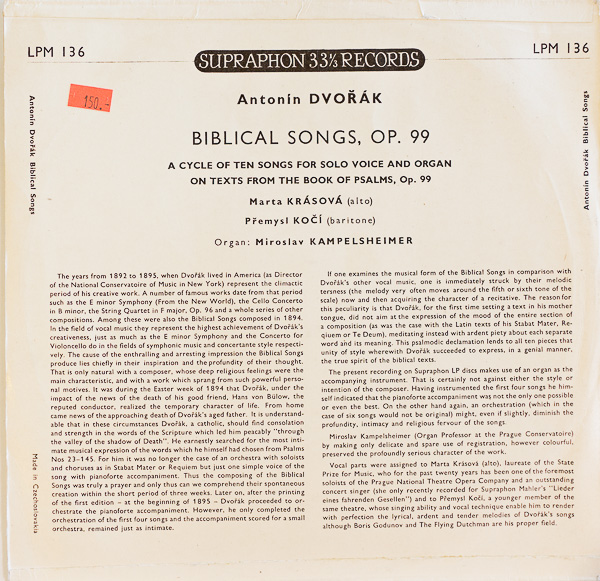 LPM 136
LPM 136
SUPRAPHON 33⅓ RECORDS
150.-
Antonín DVOŘÁK
BIBLICAL SONGS, OP. 99
A CYCLE OF TEN SONGS FOR SOLO VOICE AND ORGAN
ON TEXTS FROM THE BOOK OF PSALMS, Op. 99
Marta KRÁSOVÁ (alto)
Přemysl KOČÍ (baritone)
Organ: Miroslav KAMPELSHEIMER
Antonín Dvořák Biblical Songs
Antonín Dvořák Biblical Songs
The years from 1892 to 1895, when Dvořák lived in America (as Director
of the National Conservatoire of Music in New York) represent the climactic
period of his creative work. A number of famous works date from that period
such as the E minor Symphony (From the New World), the Cello Concerto
in B minor, the String Quartet in F major, Op. 96 and a whole series of other
compositions. Among these were also the Biblical Songs composed in 1894.
In the field of vocal music they represent the highest achievement of Dvořák's
creativeness, just as much as the E minor Symphony and the Concerto for
Violoncello do in the fields of symphonic music and concertante style respecti-
vely. The cause of the enthralling and arresting impression the Biblical Songs
produce lies chiefly in their inspiration and the profundity of their thought.
That is only natural with a composer, whose deep religious feelings were the
main characteristic, and with a work which sprang from such powerful perso-
nal motives. It was during the Easter week of 1894 that Dvořák, under the
impact of the news of the death of his good friend, Hans von Bülow, the
reputed conductor, realized the temporary character of life. From home
came news of the approaching death of Dvořák's aged father. It is understand-
able that in these circumstances Dvořák, a catholic, should find consolation
and strength in the words of the Scripture which led him peacably "through
the valley of the shadow of Death". He earnestly searched for the most inti-
mate musical expression of the words which he himself had chosen from Psalms
Nos 23–145. For him it was no longer the case of an orchestra with soloists
and choruses as in Stabat Mater or Requiem but just one simple voice of the
song with pianoforte accompaniment. Thus the composing of the Biblical
Songs was truly a prayer and only thus can we comprehend their spontaneous
creation within the short period of three weeks. Later on, after the printing
of the first edition – at the beginning of 1895 – Dvořák proceeded to or-
chestrate the pianoforte accompaniment. However, he only completed the
orchestration of the first four songs and the accompaniment scored for a small
orchestra, remained just as intimate.
If one examines the musical form of the Biblical Songs in comparison with
Dvořák's other vocal music, one is immediately struck by their melodic
terseness (the melody very often moves around the fifth or sixth tone of the
scale) now and then acquiring the character of a recitative. The reason for
this peculiarity is that Dvořák, for the first time setting a text in his mother
tongue, did not aim at the expression of the mood of the entire section of
a composition (as was the case with the Latin texts of his Stabat Mater, Re-
quiem or Te Deum), meditating instead with ardent poetry about each separate
word and its meaning. This psalmodic declamation lends to all ten pieces that
unity of style wherewith Dvořák succeeded to express, in a genial manner,
the true spirit of the biblical texts.
The present recording on Supraphon LP discs makes use of an organ as the
accompanying instrument. That is certainly not against either the style or
intention of the composer. Having instrumented the first four songs he him-
self indicated that the pianoforte accompaniment was not the only one possible
or even the best. On the other hand again, an orchestration (which in the
case of six songs would not be original) might, even if slightly, diminish the
profundity, intimacy and religious fervour of the songs.
Miroslav Kampelsheimer (Organ Professor at the Prague Conservatoire)
by making only delicate and spare use of organ registration, however colourful,
preserved the profoundly serious character of the work.
Vocal parts were assigned to Marta Krásová (alto), laureate of the State
Prize for Music, who for the past twenty years has been one of the foremost
soloists of the Prague National Theatre Opera Company and an outstanding
concert singer (she only recently recorded for Supraphon Mahler's "Lieder
eines fahrenden Gesellen") and to Přemysl Kočí, a younger member of the
same theatre, whose singing ability and vocal technique enable him to render
with perfection the lyrical, ardent and tender melodies of Dvořák's songs
although Boris Godunov and The Flying Dutchman are his proper field.
Made in Czechoslovakia